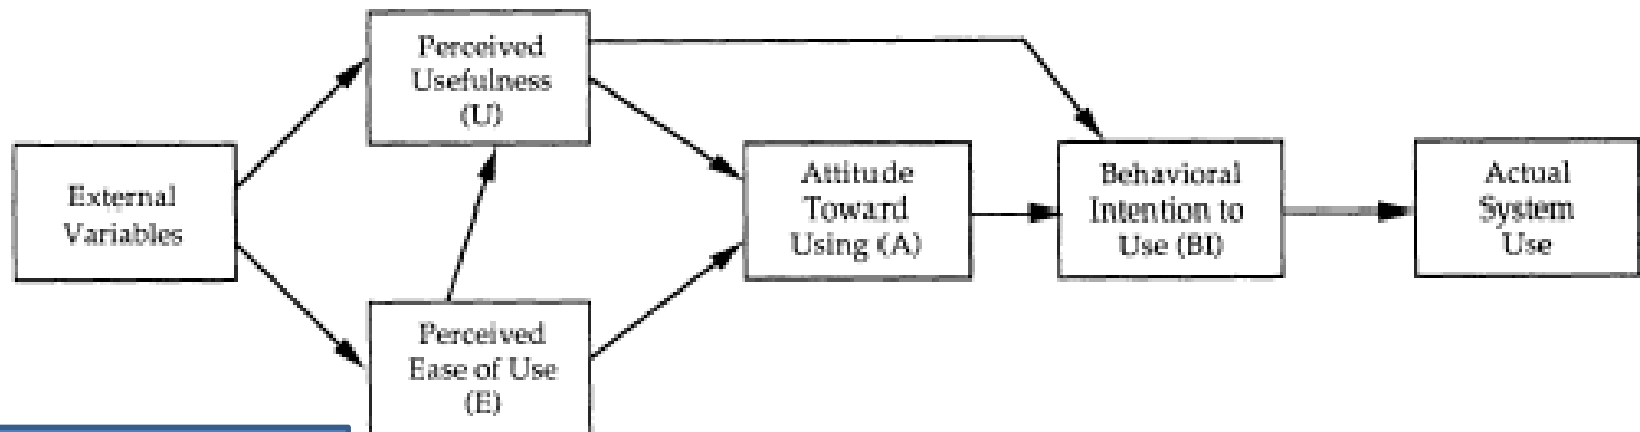 Perceived
Usefulness
(U)
External
Variables
Perceived
Ease of Use
(E)
Attitude
Toward
Using (A)
Behavioral
Intention to
Use (BI)
Actual
System
Use